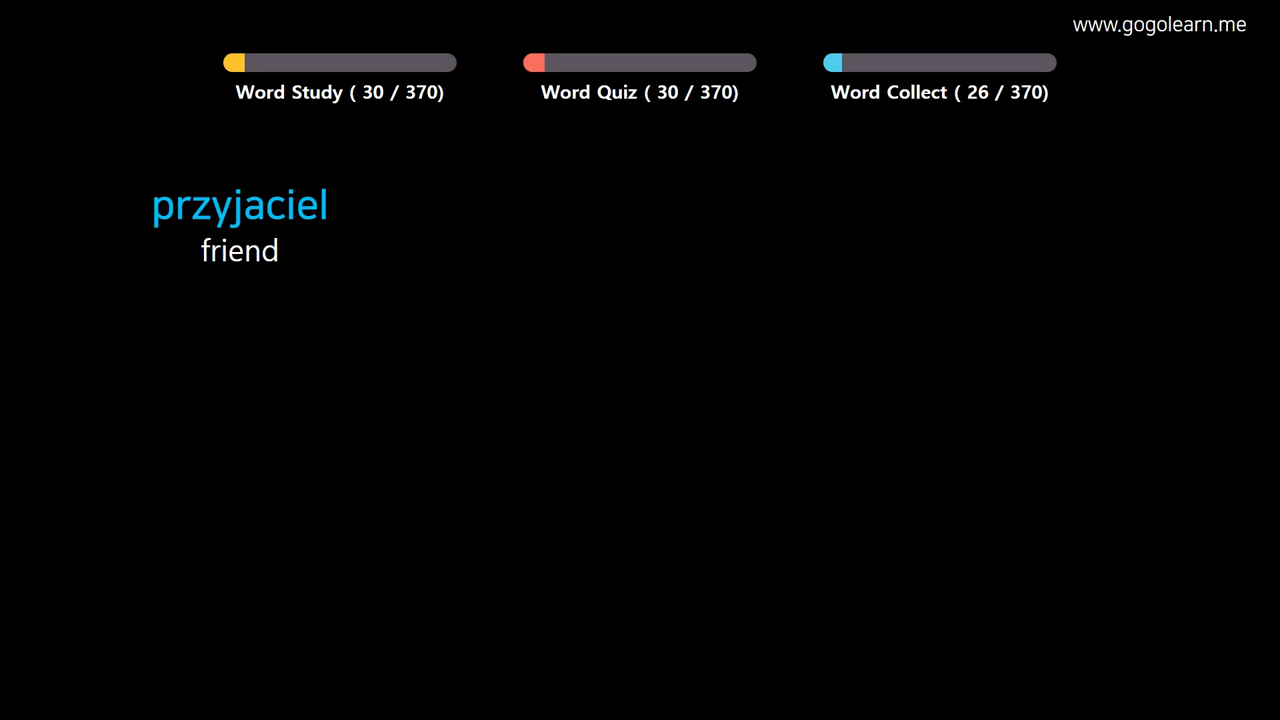 www.gogolearn.me
Word Study ( 30 / 370)
Word Quiz ( 30 / 370)
Word Collect ( 26 / 370)
przyjaciel
friend